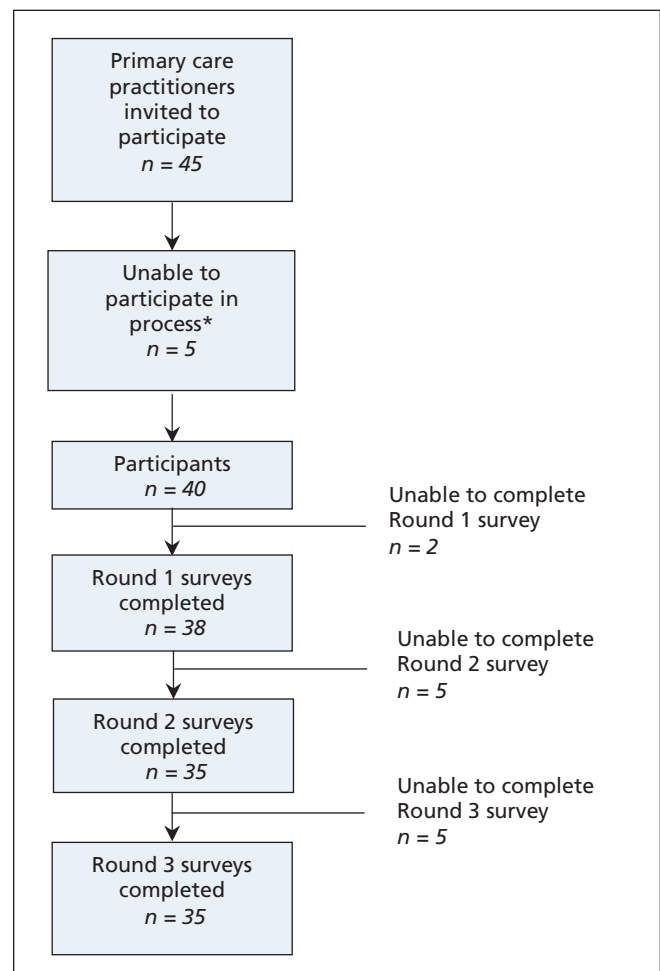 Primary care
practitioners
invited to
participate
n = 45
Unable to
participate in
process*
n = 5
Participants
n = 40
Unable to complete
Round 1 survey
n = 2
Round 1 surveys
completed
n = 38
Unable to complete
Round 2 survey
n = 5
Round 2 surveys
completed
n = 35
Unable to complete
Round 3 survey
n = 5
Round 3 surveys
completed
n = 35